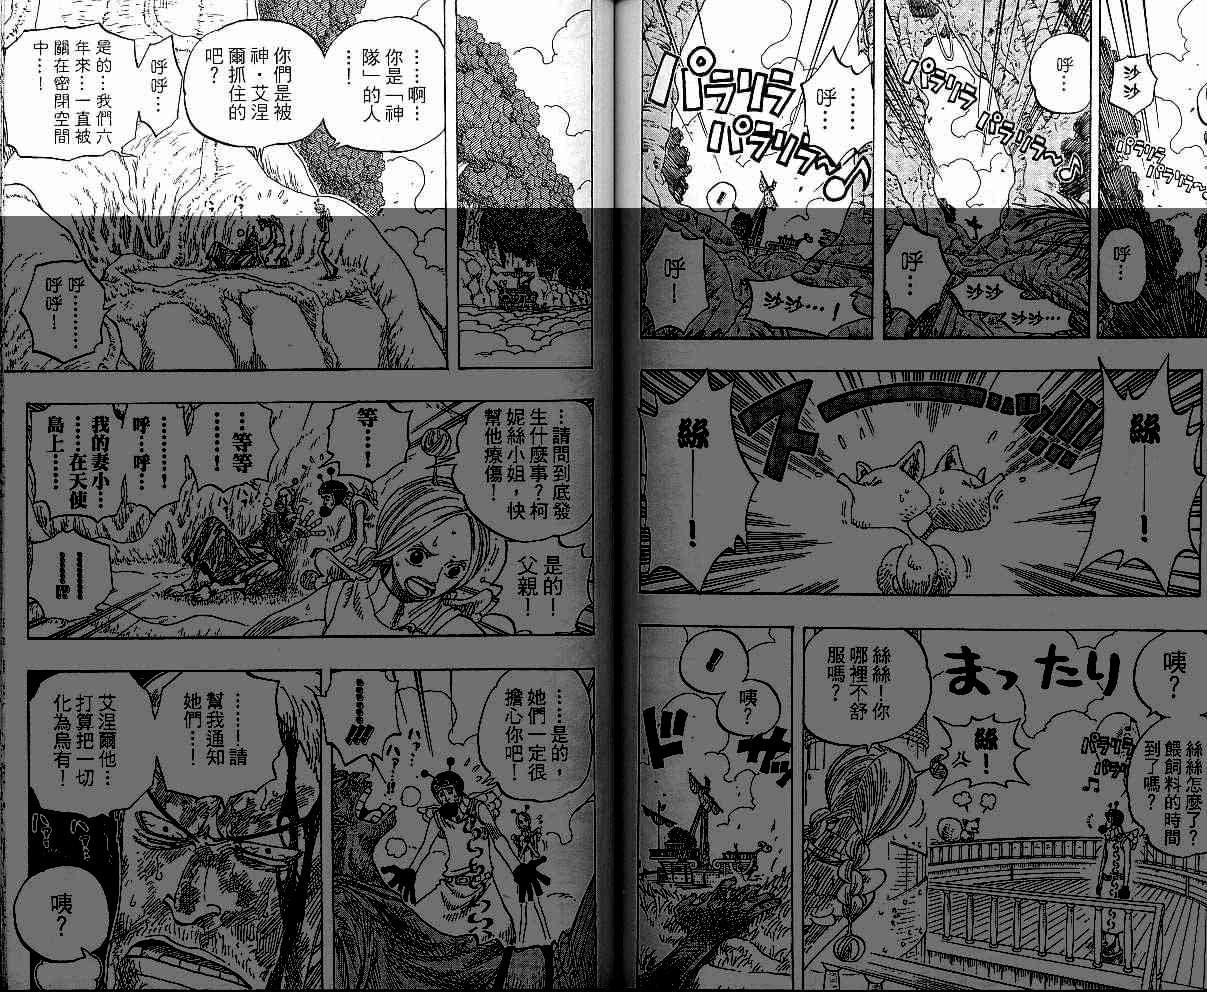 沙沙
パラリラ
パラリラ〜
呼…
呼…
パラリラ
パラリラ〜♪
沙沙
沙沙…
呼…
………
呼…
パラリラ
パラリラ〜♪
!
沙沙…!
呼…!
絲
——!
絲
——!
咦?
絲絲怎麼了?
餵飼料的時間
到了嗎?
まったり
パラリラ
パラリラ
絲!
絲絲!你
哪裡不舒
服嗎?
!
咦?
ドサッ
………啊…
你是「神
隊」的人
…!
你們是被
神・艾涅
爾抓住的
吧?
呼…
是的…我們六
年來…一直被
關在密閉空間
中…!
呼…………
呼呼!
…請問到底發
生什麼事?柯
妮絲小姐,快
幫他療傷!
是的!
父親!
等…!
……等等
………!
呼…呼…
我的妻小…
……在天使
島上……
…………!?
……是的,
她們一定很
擔心你吧!
…………!!!
ハァ…
ハァ…
………請
幫我通知
她們…!
艾涅爾他…
打算把一切
化為烏有!
ハァ…
ハァ…
咦?